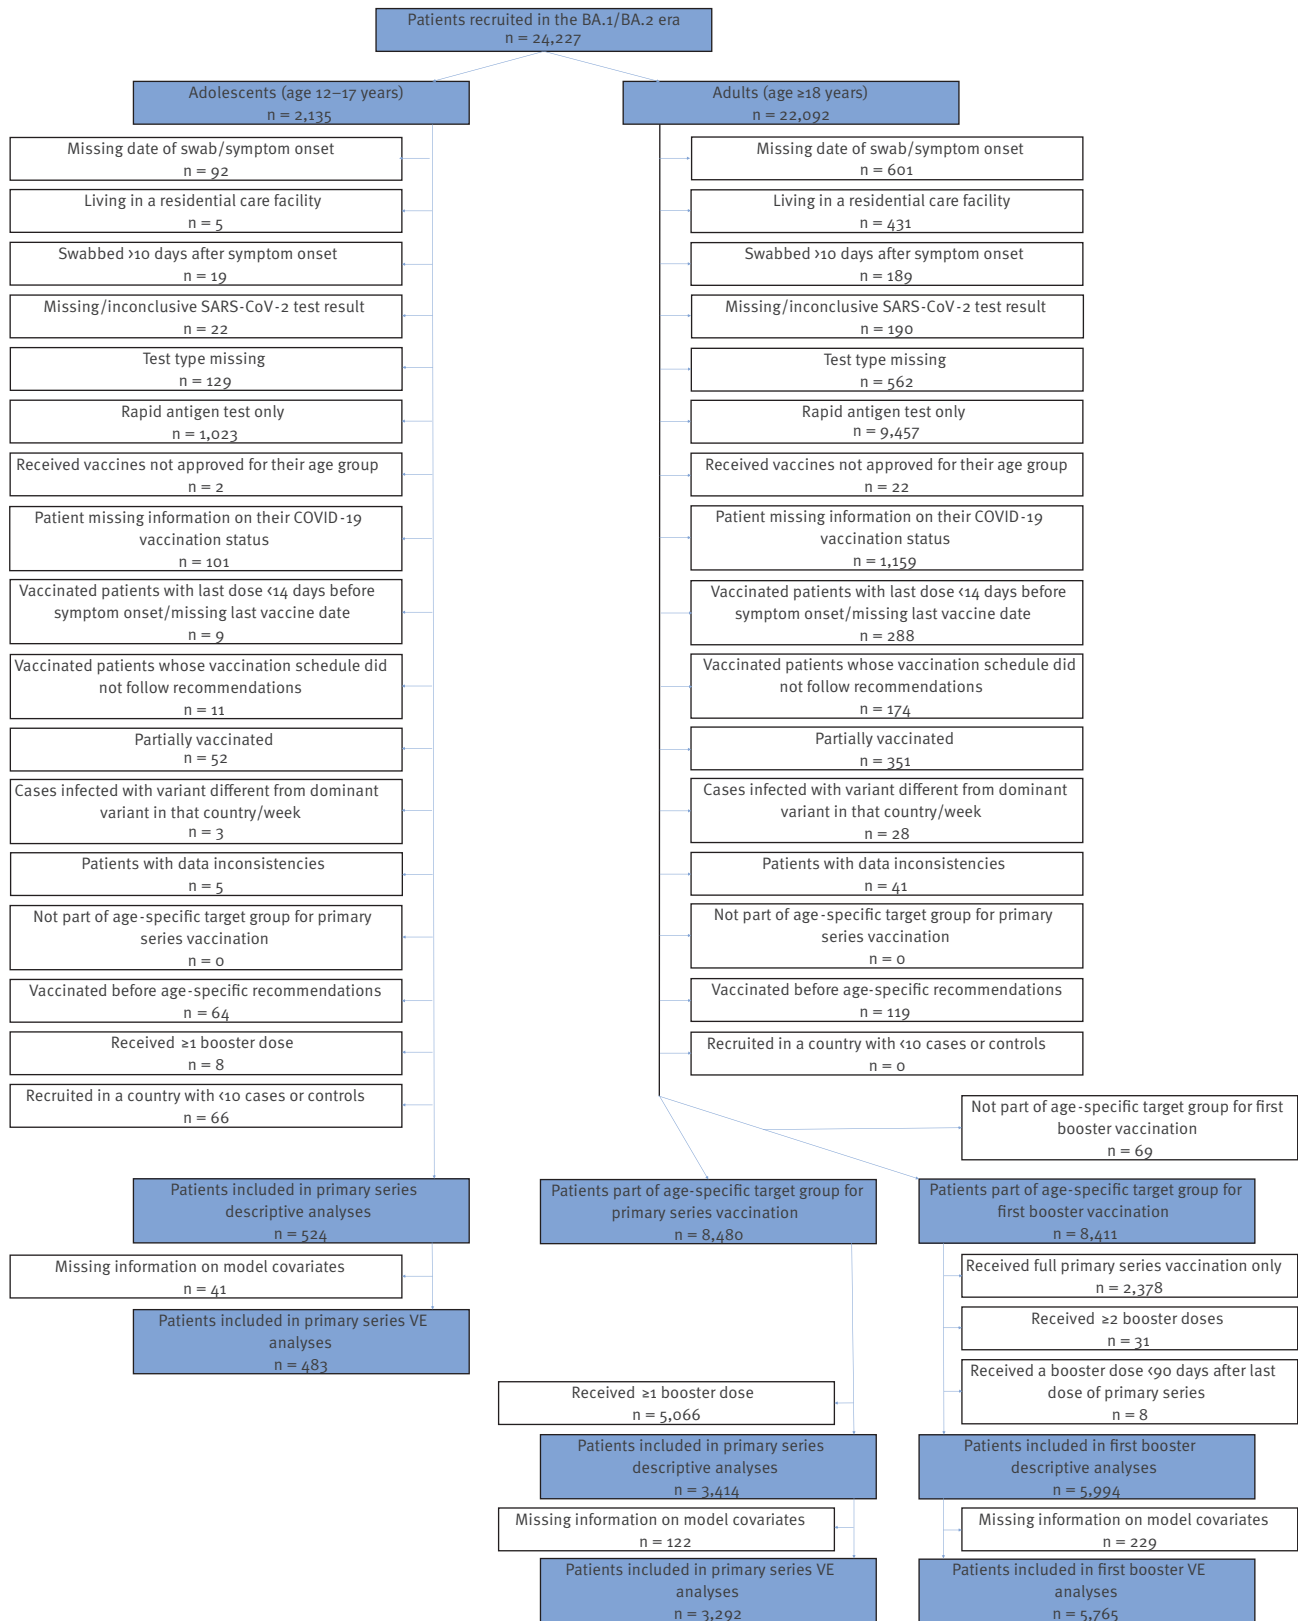 Patients recruited in the BA.1/BA.2 era
n = 24,227
Adolescents (age 12–17 years)
n = 2,135
Missing date of swab/symptom onset
n = 92
Living in a residential care facility
n = 5
Swabbed >10 days after symptom onset
n = 19
Missing/inconclusive SARS-CoV-2 test result
n = 22
Test type missing
n = 129
Rapid antigen test only
n = 1,023
Received vaccines not approved for their age group
n = 2
Patient missing information on their COVID-19
vaccination status
n = 101
Vaccinated patients with last dose <14 days before
symptom onset/missing last vaccine date
n = 9
Vaccinated patients whose vaccination schedule did
not follow recommendations
n = 11
Partially vaccinated
n = 52
Cases infected with variant different from dominant
variant in that country/week
n = 3
Patients with data inconsistencies
n = 5
Not part of age-specific target group for primary
series vaccination
n = 0
Vaccinated before age-specific recommendations
n = 64
Received ≥1 booster dose
n = 8
Recruited in a country with <10 cases or controls
n = 66
Patients included in primary series
descriptive analyses
n = 524
Missing information on model covariates
n = 41
Patients included in primary series VE
analyses
n = 483
Adults (age ≥18 years)
n = 22,092
Missing date of swab/symptom onset
n = 601
Living in a residential care facility
n = 431
Swabbed >10 days after symptom onset
n = 189
Missing/inconclusive SARS-CoV-2 test result
n = 190
Test type missing
n = 562
Rapid antigen test only
n = 9,457
Received vaccines not approved for their age group
n = 22
Patient missing information on their COVID-19
vaccination status
n = 1,159
Vaccinated patients with last dose <14 days before
symptom onset/missing last vaccine date
n = 288
Vaccinated patients whose vaccination schedule did
not follow recommendations
n = 174
Partially vaccinated
n = 351
Cases infected with variant different from dominant
variant in that country/week
n = 28
Patients with data inconsistencies
n = 41
Not part of age-specific target group for primary
series vaccination
n = 0
Vaccinated before age-specific recommendations
n = 119
Recruited in a country with <10 cases or controls
n = 0
Not part of age-specific target group for first
booster vaccination
n = 69
Patients part of age-specific target group for
primary series vaccination
n = 8,480
Received ≥1 booster dose
n = 5,066
Patients included in primary series
descriptive analyses
n = 3,414
Missing information on model covariates
n = 122
Patients included in primary series VE
analyses
n = 3,292
Patients part of age-specific target group for
first booster vaccination
n = 8,411
Received full primary series vaccination only
n = 2,378
Received ≥2 booster doses
n = 31
Received a booster dose <90 days after last
dose of primary series
n = 8
Patients included in first booster
descriptive analyses
n = 5,994
Missing information on model covariates
n = 229
Patients included in first booster VE
analyses
n = 5,765